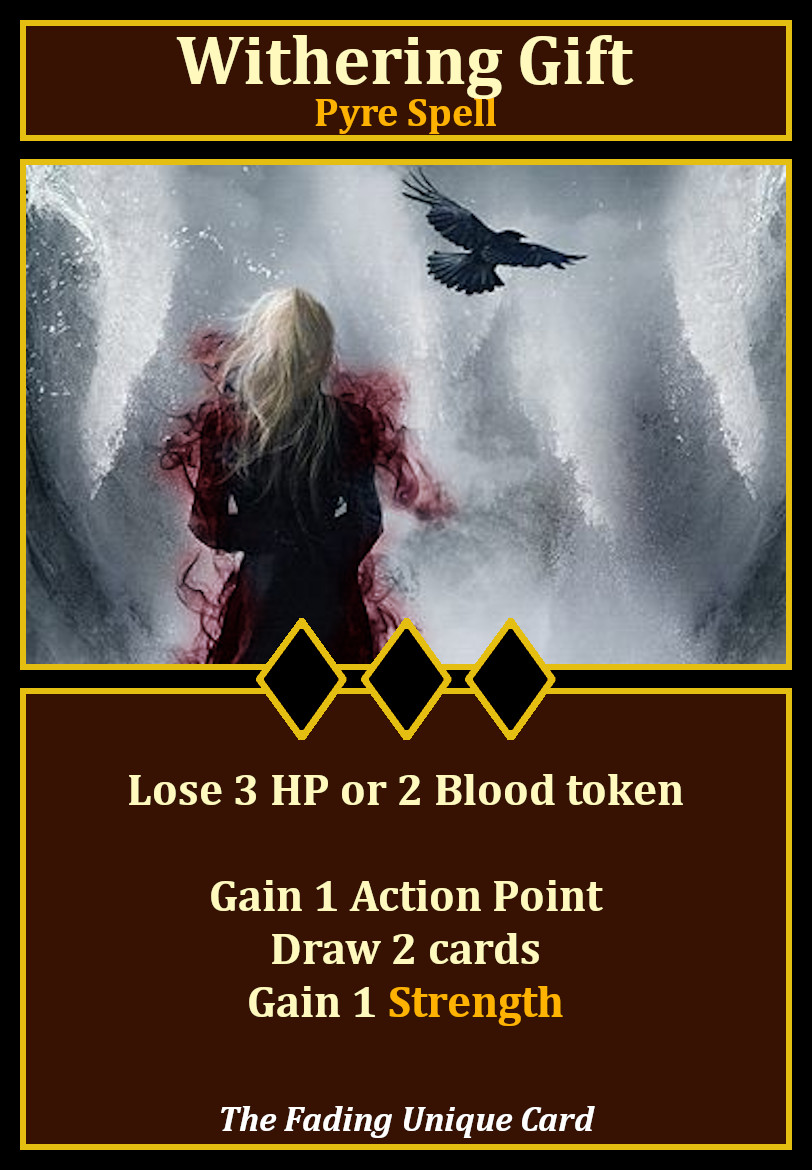 Withering Gift
Pyre Spell
Lose 3 HP or 2 Blood token
Gain 1 Action Point
Draw 2 cards
Gain 1 Strength
The Fading Unique Card